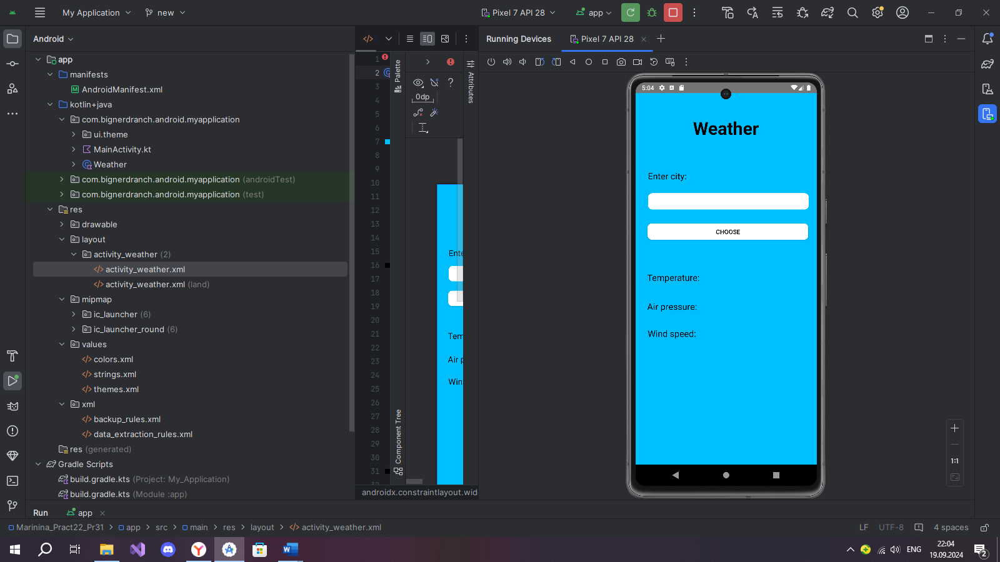 My Application
new
Pixel 7 API 28
app
Android
Running Devices
Pixel 7 API 28
app
manifests
AndroidManifest.xml
kotlin+java
com.bignerdranch.android.myapplication
ui.theme
MainActivity.kt
Weather
com.bignerdranch.android.myapplication (androidTest)
com.bignerdranch.android.myapplication (test)
res
drawable
layout
activity_weather (2)
activity_weather.xml
activity_weather.xml (land)
mipmap
ic_launcher (6)
ic_launcher_round (6)
values
colors.xml
strings.xml
themes.xml
xml
backup_rules.xml
data_extraction_rules.xml
res (generated)
Gradle Scripts
build.gradle.kts (Project: My_Application)
build.gradle.kts (Module :app)
1
2
3
4
5
6
7
8
9
10
11
12
13
14
15
16
17
18
19
20
21
22
23
24
25
26
27
28
29
30
31
Palette
Component Tree
0dp
Attributes
Ente
Tem
Air p
Win
androidx.constraintlayout.wid
5:04
Weather
Enter city:
CHOOSE
Temperature:
Air pressure:
Wind speed:
1:1
Run
app
Marinina_Pract22_Pr31 > app > src > main > res > layout > activity_weather.xml
LF
UTF-8
4 spaces
ENG
22:04
19.09.2024
2